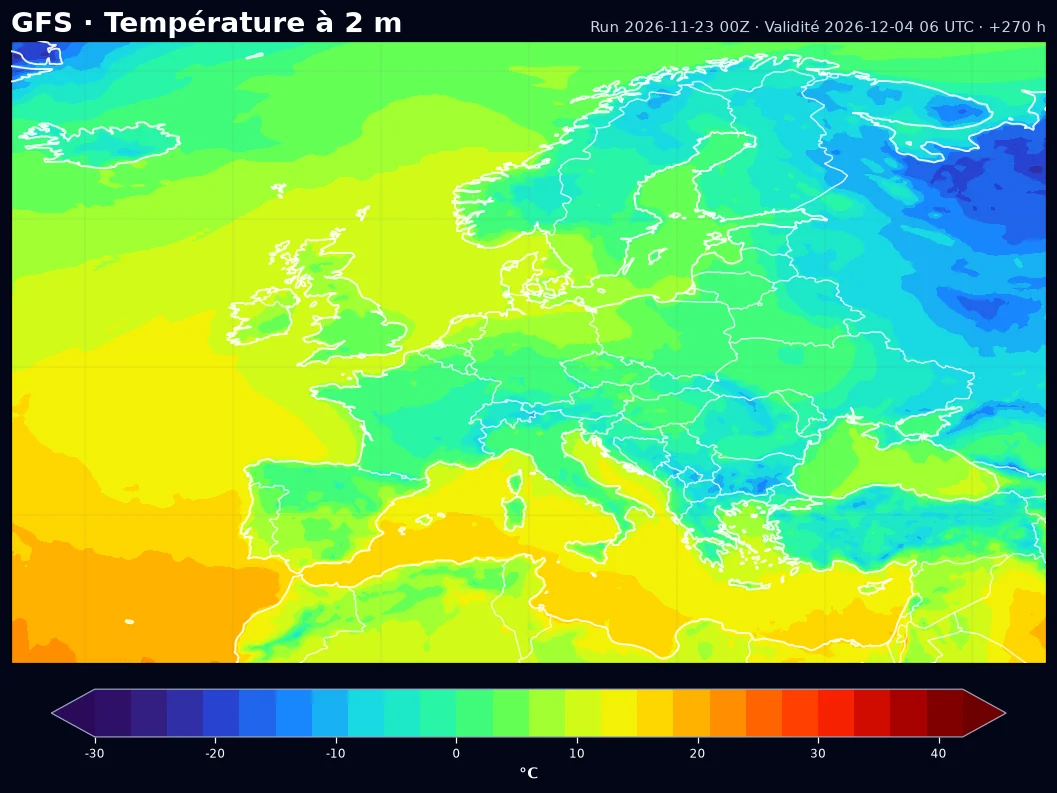 GFS · Température à 2 m
Run 2026-11-23 00Z · Validité 2026-12-04 06 UTC · +270 h
-30 -20 -10 0 10 20 30 40
°C